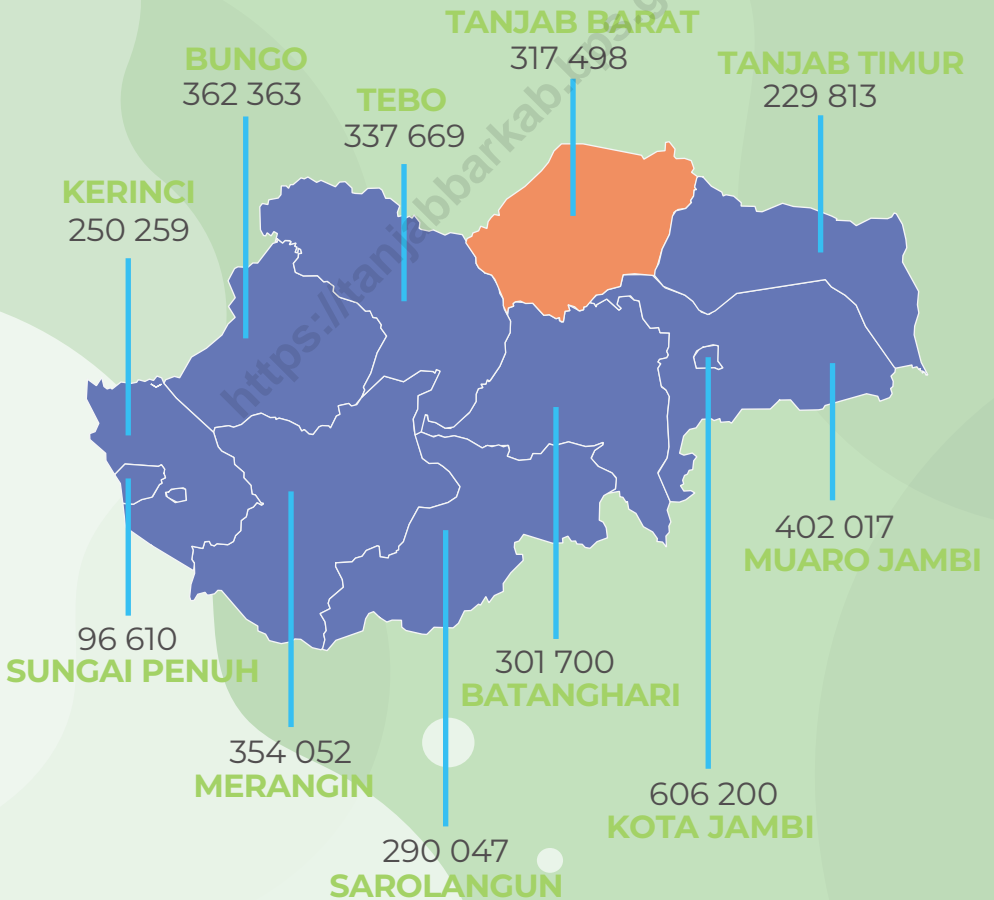 TANJAB BARAT
317 498
BUNGO
362 363
TANJAB TIMUR
229 813
TEBO
337 669
KERINCI
250 259
https://tanjabbarkab.bps.g
402 017
MUARO JAMBI
96 610
SUNGAI PENUH
301 700
BATANGHARI
354 052
MERANGIN
606 200
KOTA JAMBI
290 047
SAROLANGUN